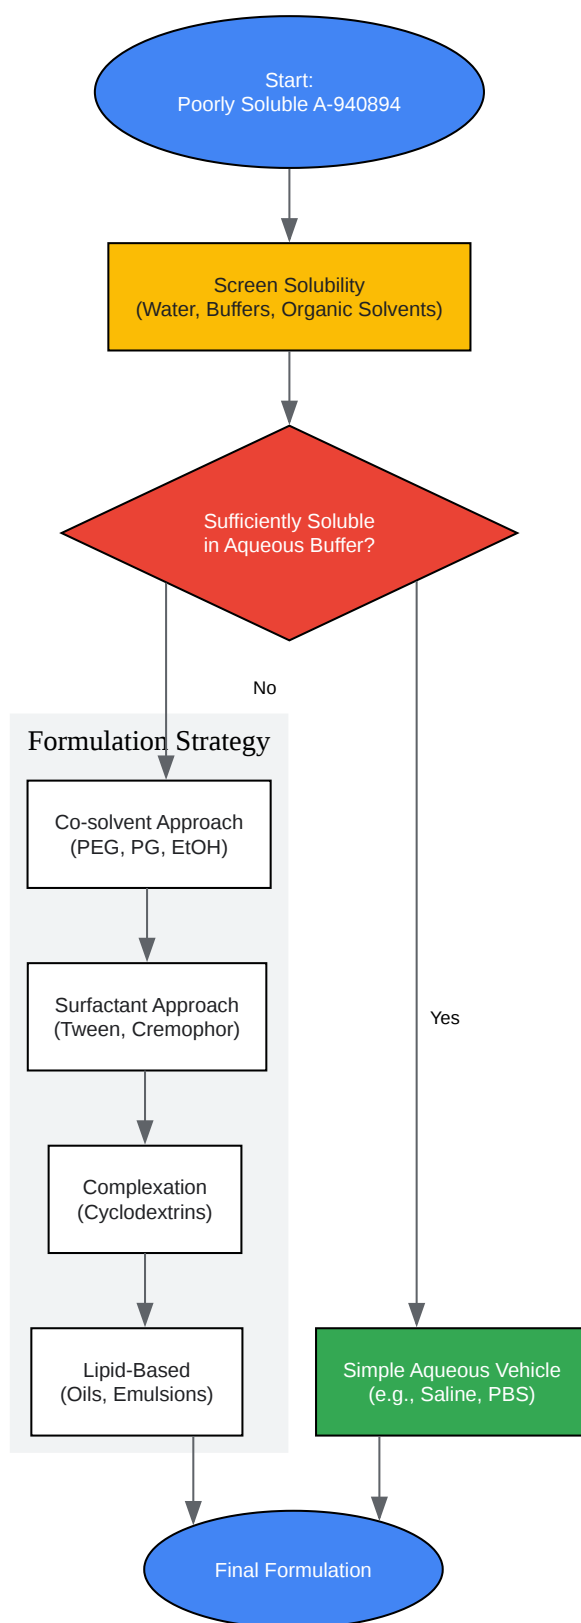 Start:
Poorly Soluble A-940894
Screen Solubility
(Water, Buffers, Organic Solvents)
Sufficiently Soluble
in Aqueous Buffer?
No
Formulation Strategy
Co-solvent Approach
(PEG, PG, EtOH)
Surfactant Approach
(Tween, Cremophor)
Yes
Complexation
(Cyclodextrins)
Lipid-Based
(Oils, Emulsions)
Simple Aqueous Vehicle
(e.g., Saline, PBS)
Final Formulation